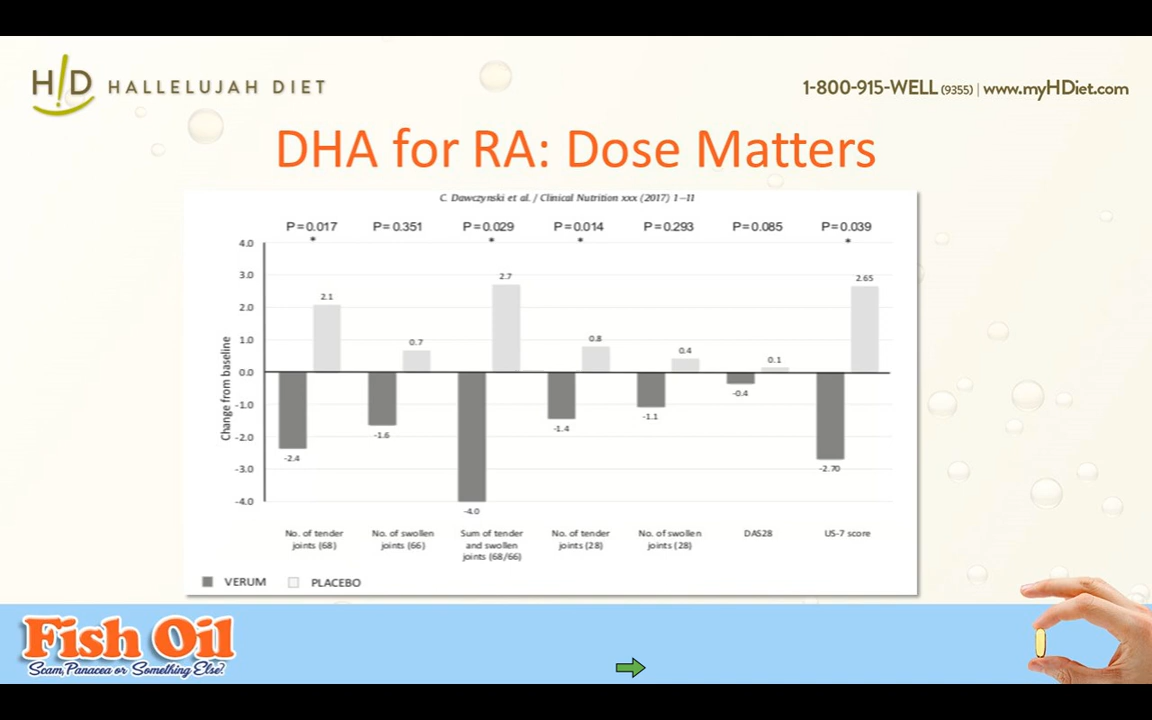 H!D HALLELUJAH DIET
1-800-915-WELL (9355) | www.myHDiet.com
DHA for RA: Dose Matters
C. Dawczynski et al. / Clinical Nutrition xxx (2017) 1–11
P=0.017 P=0.351 P=0.029 P=0.014 P=0.293 P=0.085 P=0.039
* * * *
4.0
3.0
2.0
1.0
0.0
-1.0
-2.0
-3.0
-4.0
Change from baseline
2.1 0.7 2.7 0.8 0.4 0.1 2.65
-2.4 -1.6 -4.0 -1.4 -1.1 -0.4 -2.70
No. of tender
joints (68)
No. of swollen
joints (66)
Sum of tender
and swollen
joints (68/66)
No. of tender
joints (28)
No. of swollen
joints (28)
DAS28
US-7 score
VERUM PLACEBO
Fish Oil
Scam, Panacea or Something Else?